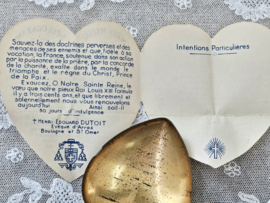 Sauvez-la des doctrines perverses et des
menaces de ses ennemis et que, fidèle à sa
vocation, la France, soutenue dans son action
par la puissance de la prière, par la concorde
de la charité, exalte dans le monde le
triomphe et le règne du Christ, Prince
de la Paix.
Exaucez, O Notre Sainte Reine, le
vœu que notre pieux Roi Louis XIII formula
il y a trois cents ans, et que librement et
solennellement nous renouvelons
aujourd'hui. Ainsi soit-il
50 jours d'indulgence
† HENRI EDOUARD DUTOIT
Evêque d'Arras
Boulogne et St Omer
Intentions Particulières